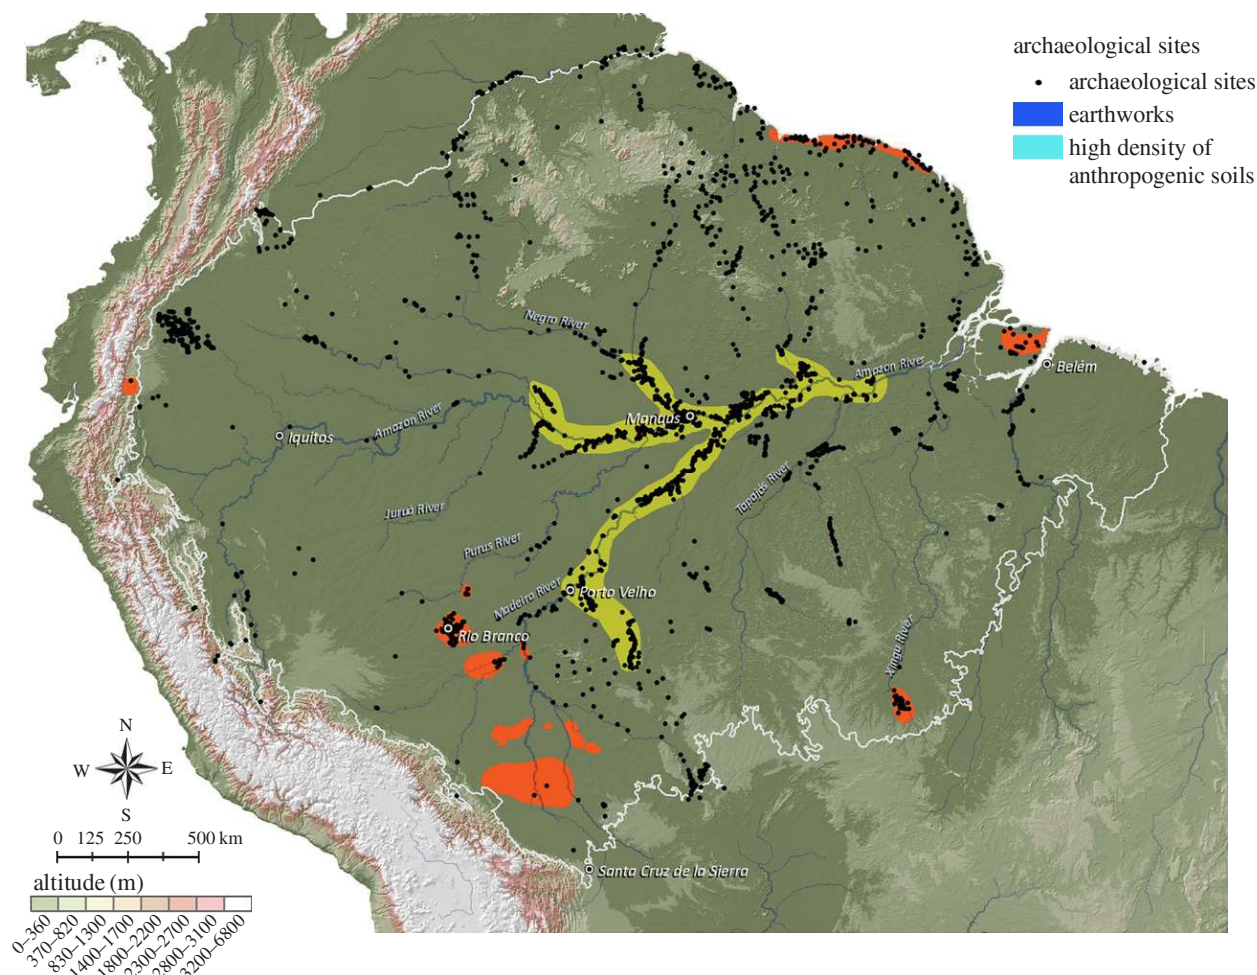 archaeological sites
archaeological sites
earthworks
high density of
anthropogenic soils
Negro River
Amazon River
Belém
Manaus
Amazon River
Iquitos
Tapajós River
Juruá River
Purus River
Madeira River
Porto Velho
Rio Branco
Xingu River
N
W E
S
0 125 250 500 km
altitude (m)
0–360
370–820
830–1300
1400–1700
1800–2200
2300–2700
2800–3100
3200–6800
Santa Cruz de la Sierra